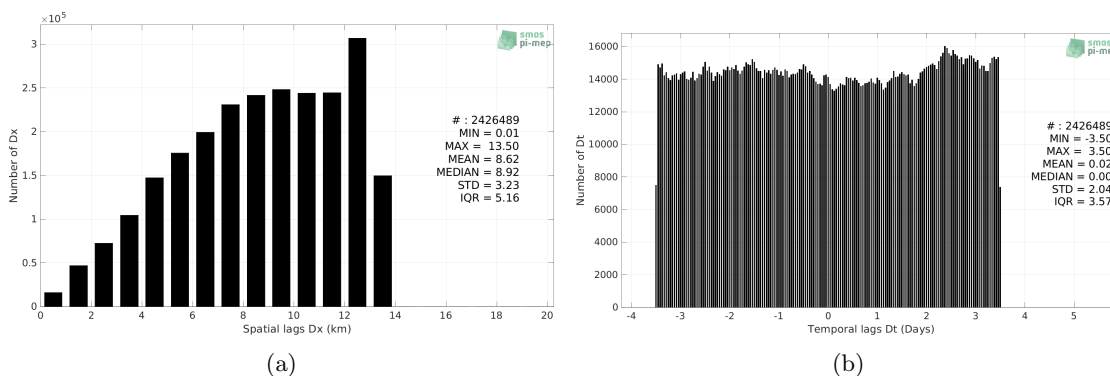 ×10⁵
3
2.5
2
1.5
1
0.5
0
Number of Dx
0 2 4 6 8 10 12 14 16 18 20
Spatial lags Dx (km)
smos
pi-mep
# : 2426489
MIN = 0.01
MAX = 13.50
MEAN = 8.62
MEDIAN = 8.92
STD = 3.23
IQR = 5.16
(a)
16000
14000
12000
10000
8000
6000
4000
2000
0
Number of Dt
-4 -3 -2 -1 0 1 2 3 4 5
Temporal lags Dt (Days)
smos
pi-me
# : 2426489
MIN = -3.50
MAX = 3.50
MEAN = 0.02
MEDIAN = 0.00
STD = 2.04
IQR = 3.57
(b)